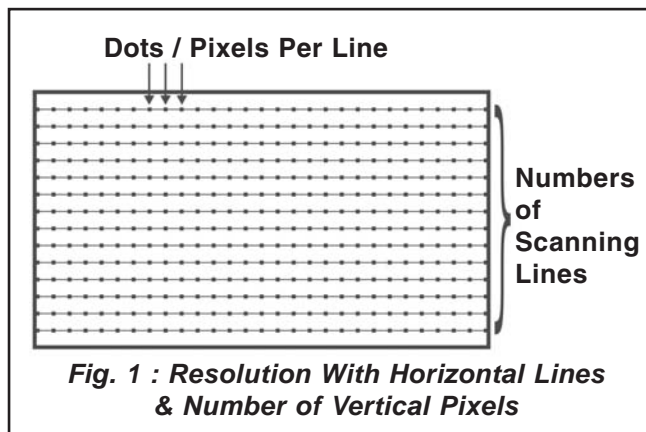 Dots / Pixels Per Line
Numbers
of
Scanning
Lines
Fig. 1 : Resolution With Horizontal Lines
& Number of Vertical Pixels